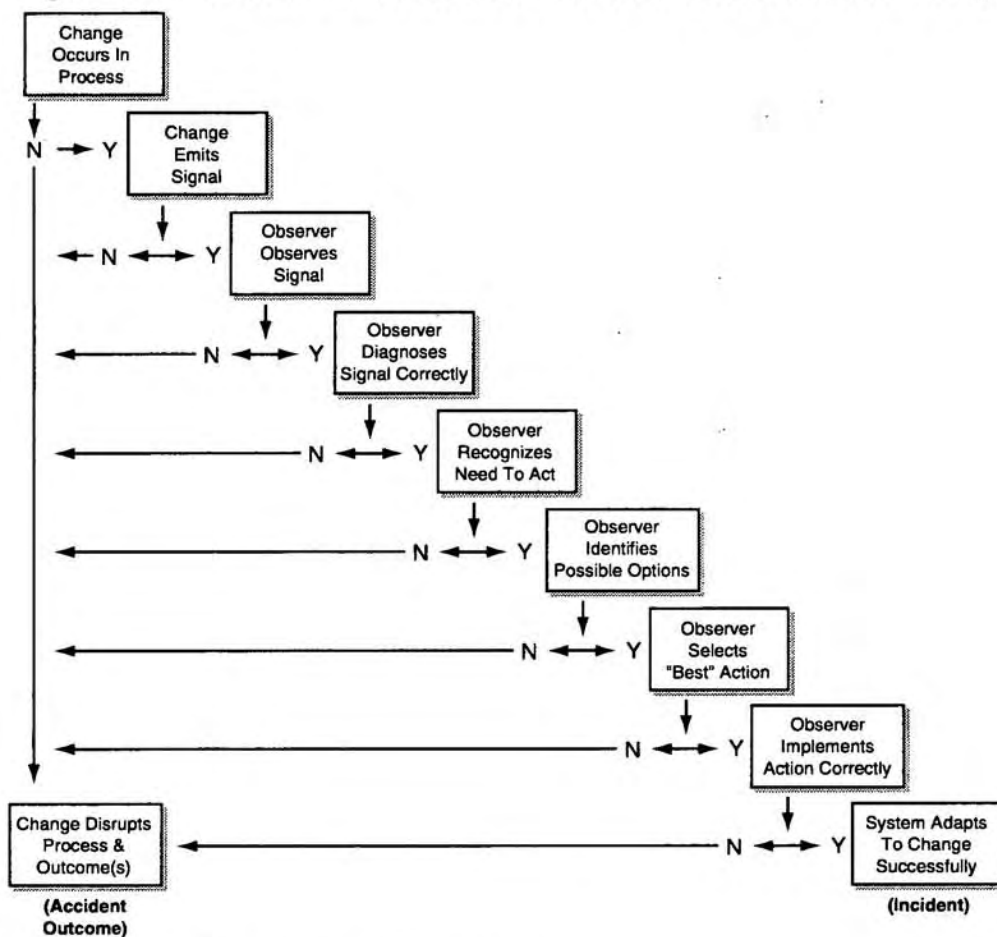 Change
Occurs In
Process
N
Y
Change
Emits
Signal
N
Y
Observer
Observes
Signal
N
Y
Observer
Diagnoses
Signal Correctly
N
Y
Observer
Recognizes
Need To Act
N
Y
Observer
Identifies
Possible Options
N
Y
Observer
Selects
"Best" Action
N
Y
Observer
Implements
Action Correctly
Change Disrupts
Process &
Outcome(s)
N
Y
System Adapts
To Change
Successfully
(Accident
Outcome)
(Incident)